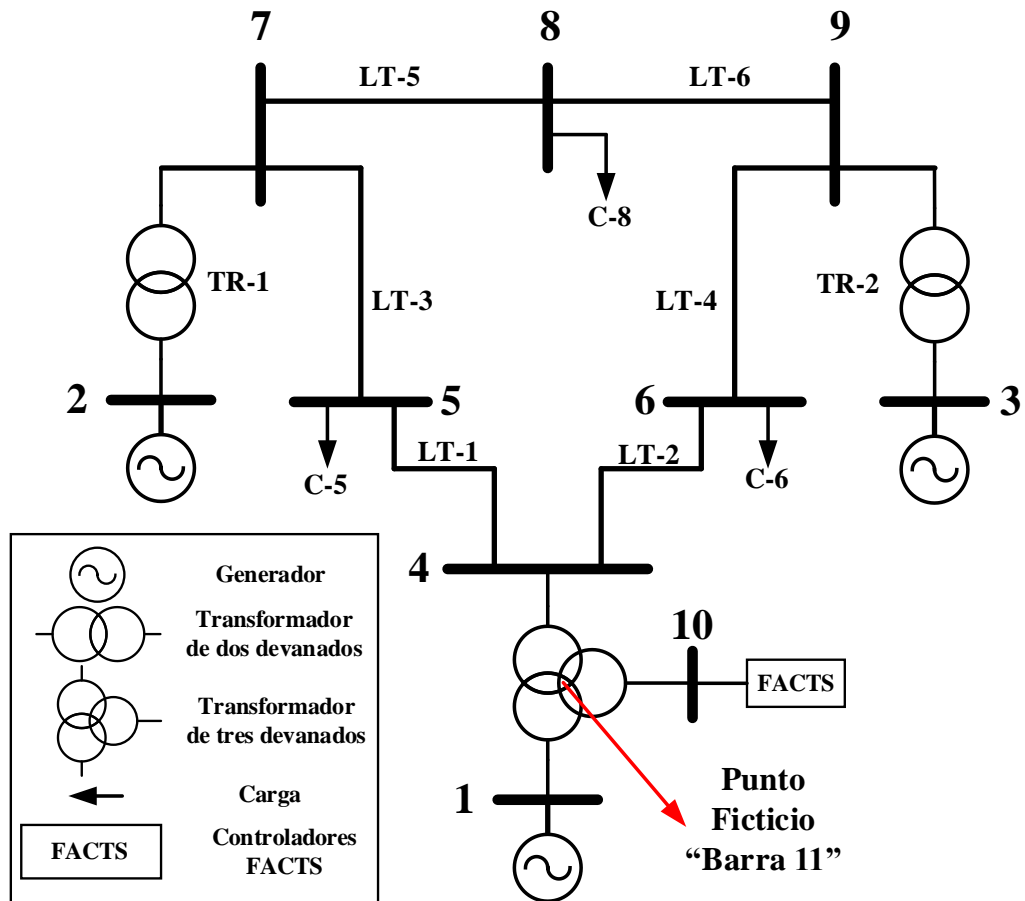 7
8
9
LT-5
LT-6
C-8
TR-1
LT-3
LT-4
TR-2
2
5
6
3
LT-1
LT-2
C-5
C-6
4
10
FACTS
1
Punto
Ficticio
“Barra 11”
Generador
Transformador
de dos devanados
Transformador
de tres devanados
Carga
FACTS
Controladores
FACTS